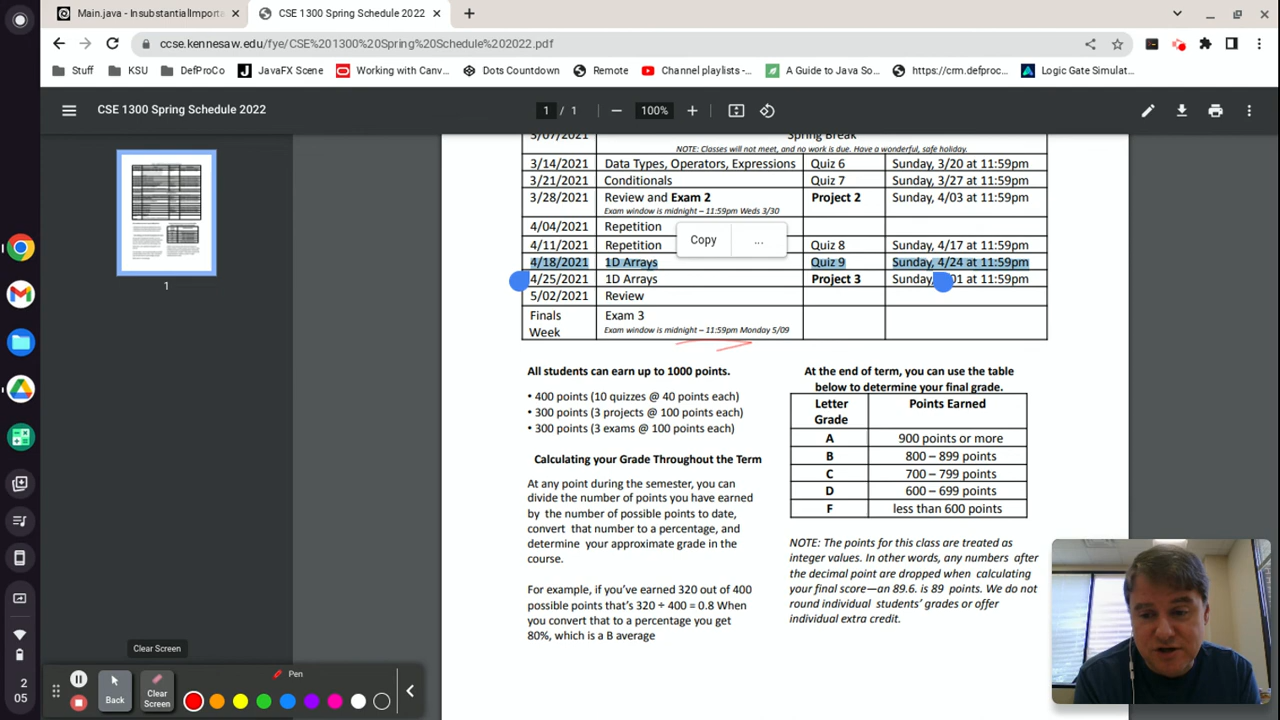 Main.java - InsubstantialImporta
CSE 1300 Spring Schedule 2022
ccse.kennesaw.edu/fye/CSE%201300%20Spring%20Schedule%202022.pdf
Stuff
KSU
DefProCo
JavaFX Scene
Working with Canv...
Dots Countdown
Remote
Channel playlists -...
A Guide to Java So...
https://crm.defproc...
Logic Gate Simulat...
CSE 1300 Spring Schedule 2022
1 / 1
100%
1
3/07/2021 Spring Break
NOTE: Classes will not meet, and no work is due. Have a wonderful, safe holiday.
3/14/2021 Data Types, Operators, Expressions Quiz 6 Sunday, 3/20 at 11:59pm
3/21/2021 Conditionals Quiz 7 Sunday, 3/27 at 11:59pm
3/28/2021 Review and Exam 2 Project 2 Sunday, 4/03 at 11:59pm
Exam window is midnight – 11:59pm Weds 3/30
4/04/2021 Repetition
Copy
...
4/11/2021 Repetition Quiz 8 Sunday, 4/17 at 11:59pm
4/18/2021 1D Arrays Quiz 9 Sunday, 4/24 at 11:59pm
4/25/2021 1D Arrays Project 3 Sunday, 01 at 11:59pm
5/02/2021 Review
Finals Week Exam 3
Exam window is midnight – 11:59pm Monday 5/09
All students can earn up to 1000 points.
• 400 points (10 quizzes @ 40 points each)
• 300 points (3 projects @ 100 points each)
• 300 points (3 exams @ 100 points each)
Calculating your Grade Throughout the Term
At any point during the semester, you can
divide the number of points you have earned
by the number of possible points to date,
convert that number to a percentage, and
determine your approximate grade in the
course.
For example, if you've earned 320 out of 400
possible points that's 320 ÷ 400 = 0.8 When
you convert that to a percentage you get
80%, which is a B average
At the end of term, you can use the table
below to determine your final grade.
Letter Grade Points Earned
A 900 points or more
B 800 – 899 points
C 700 – 799 points
D 600 – 699 points
F less than 600 points
NOTE: The points for this class are treated as
integer values. In other words, any numbers after
the decimal point are dropped when calculating
your final score—an 89.6. is 89 points. We do not
round individual students' grades or offer
individual extra credit.
Clear Screen
Pen
Back
Clear
Screen
2
05